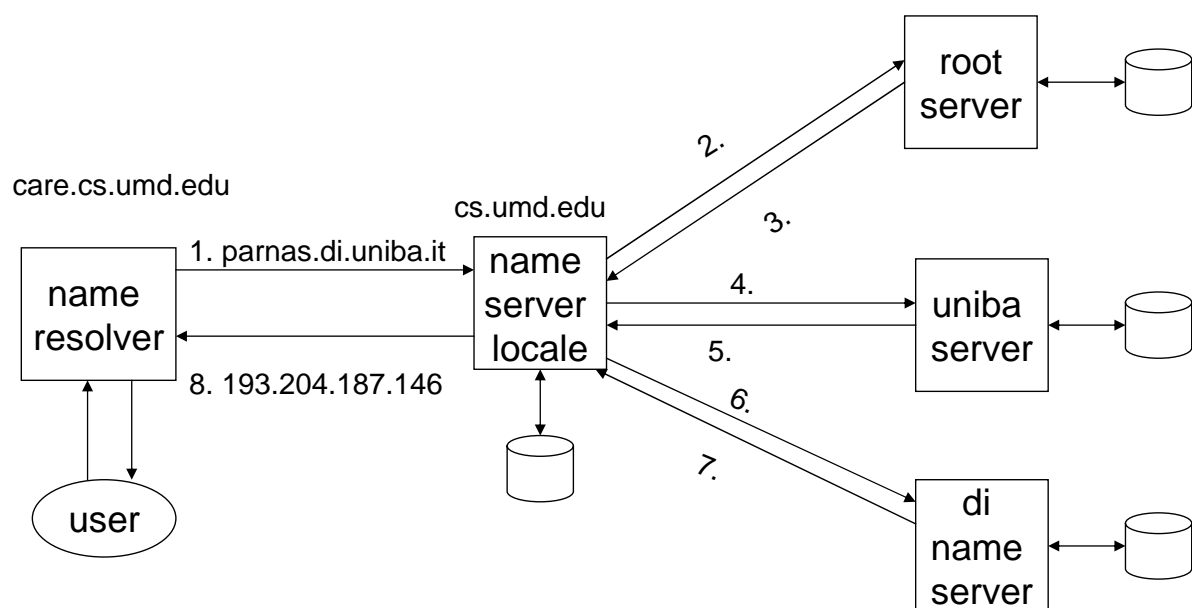 root
server
2.
3.
care.cs.umd.edu
cs.umd.edu
1. parnas.di.uniba.it
name
resolver
name
server
locale
4.
5.
uniba
server
8. 193.204.187.146
6.
7.
user
di
name
server